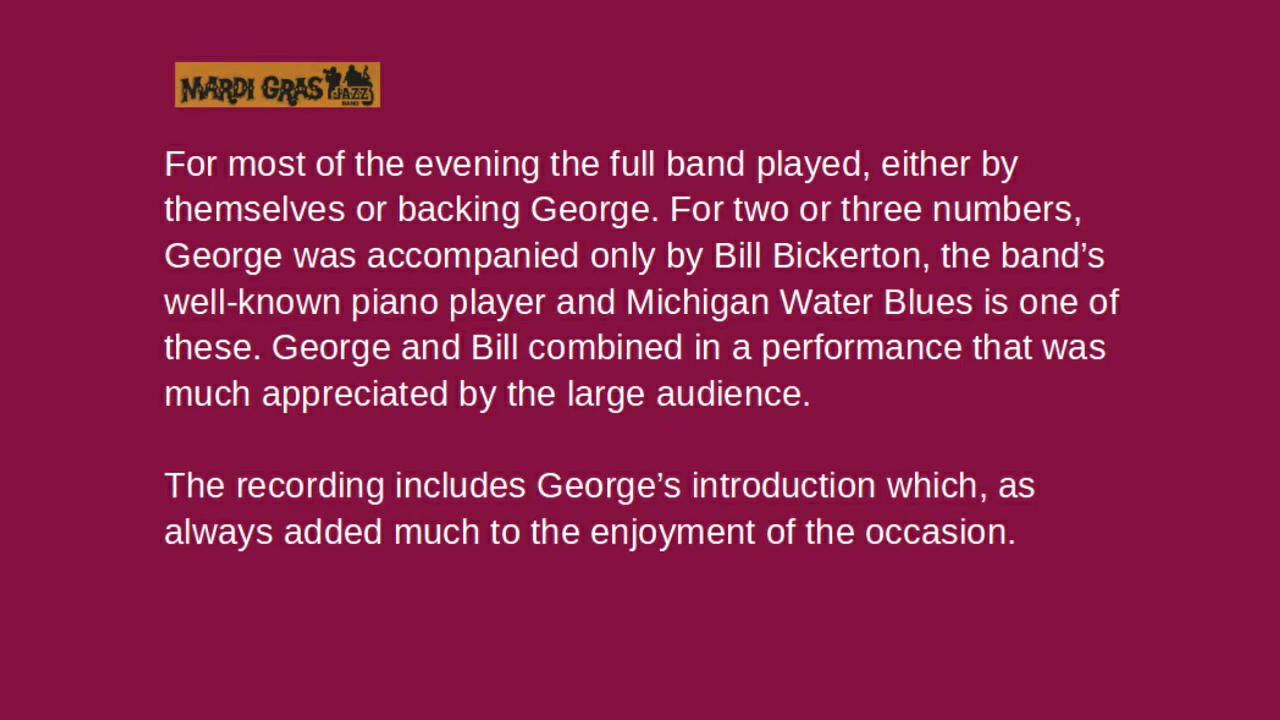 MARDI GRAS JAZZ
BAND
For most of the evening the full band played, either by
themselves or backing George. For two or three numbers,
George was accompanied only by Bill Bickerton, the band’s
well-known piano player and Michigan Water Blues is one of
these. George and Bill combined in a performance that was
much appreciated by the large audience.
The recording includes George’s introduction which, as
always added much to the enjoyment of the occasion.